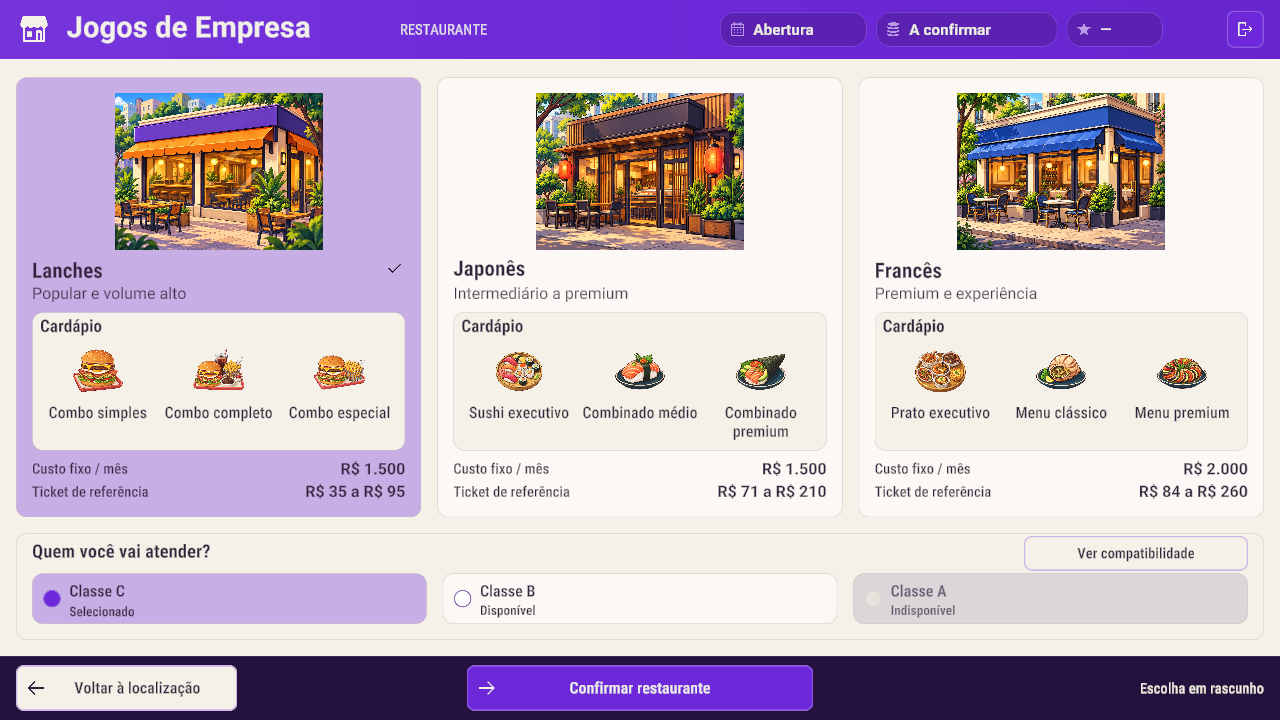 Jogos de Empresa
RESTAURANTE
Abertura
A confirmar
–
Lanches
Popular e volume alto
Cardápio
Combo simples
Combo completo
Combo especial
Custo fixo / mês
R$ 1.500
Ticket de referência
R$ 35 a R$ 95
Japonês
Intermediário a premium
Cardápio
Sushi executivo
Combinado médio
Combinado
premium
Custo fixo / mês
R$ 1.500
Ticket de referência
R$ 71 a R$ 210
Francês
Premium e experiência
Cardápio
Prato executivo
Menu clássico
Menu premium
Custo fixo / mês
R$ 2.000
Ticket de referência
R$ 84 a R$ 260
Quem você vai atender?
Ver compatibilidade
Classe C
Selecionado
Classe B
Disponível
Classe A
Indisponível
Voltar à localização
Confirmar restaurante
Escolha em rascunho